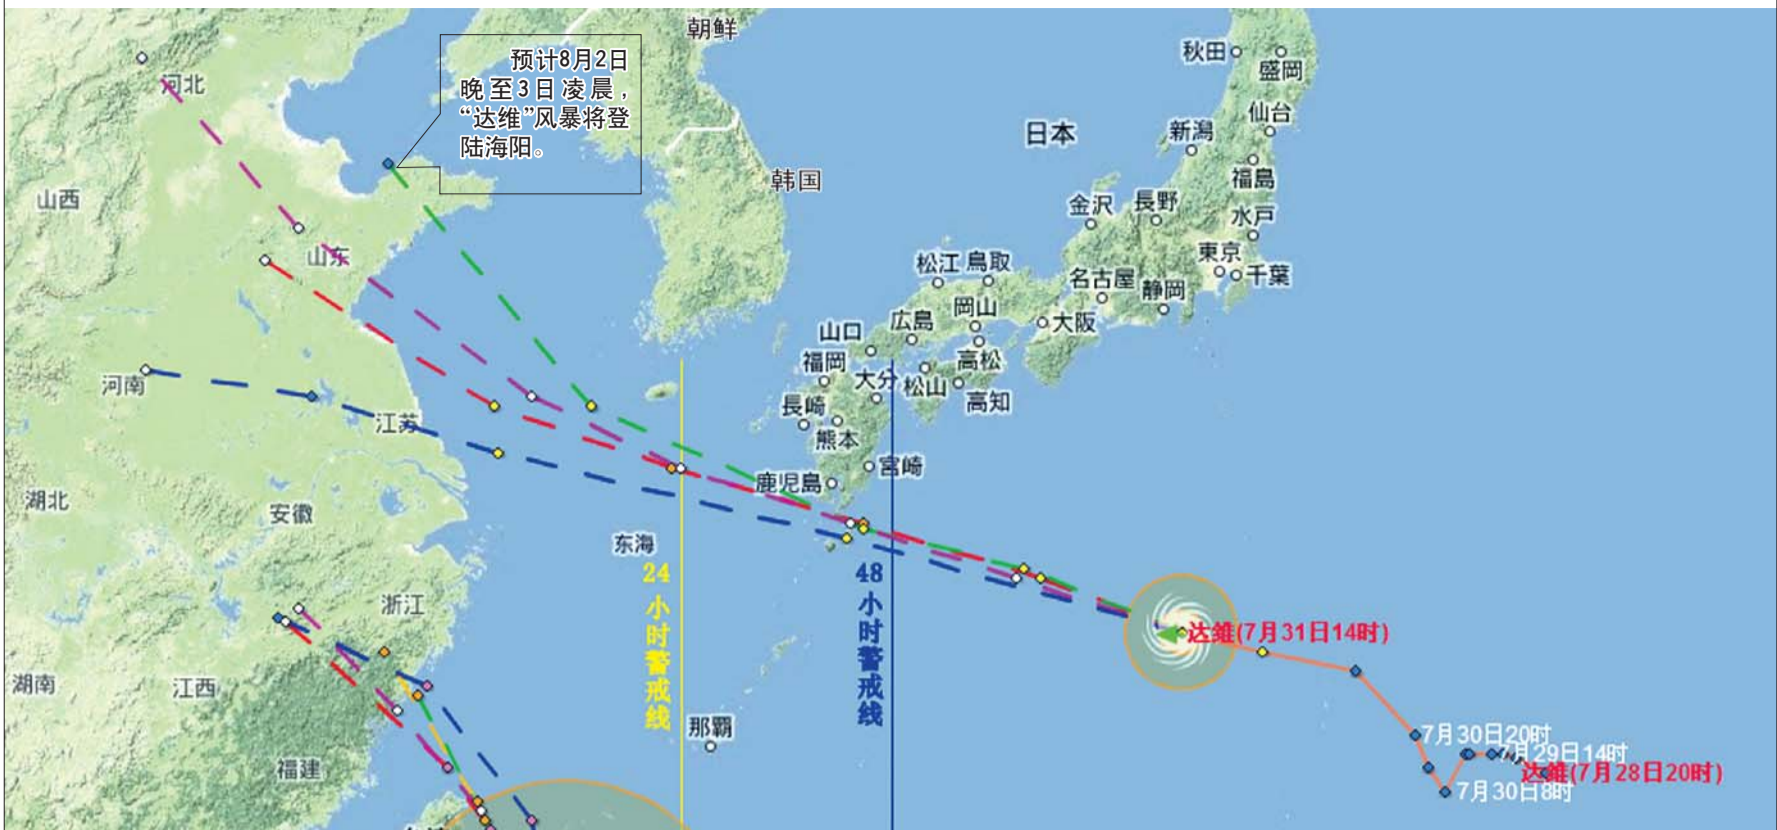 朝鲜
预计8月2日
晚至3日凌晨，
“达维”风暴将登
陆海阳。
河北
秋田
盛岡
仙台
日本
新潟
韩国
福島
山西
金沢
長野
水戸
山东
東京
千葉
松江
鳥取
名古屋
静岡
岡山
広島
大阪
山口
福岡
高松
大分
松山
河南
高知
長崎
江苏
熊本
宮崎
鹿児島
湖北
安徽
东海
24
小时警戒线
48
小时警戒线
浙江
达维(7月31日14时)
湖南
江西
那霸
7月30日20时
7月29日14时
福建
达维(7月28日20时)
7月30日8时